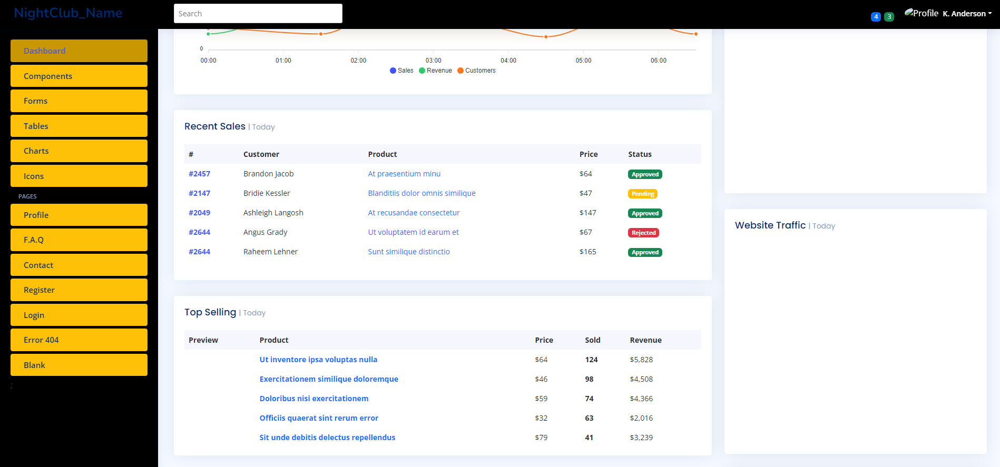 NightClub_Name
Search
4 3 Profile K. Anderson
Dashboard
Components
Forms
Tables
Charts
Icons
PAGES
Profile
F.A.Q
Contact
Register
Login
Error 404
Blank
;
0
00:00 01:00 02:00 03:00 04:00 05:00 06:00
Sales Revenue Customers
Recent Sales | Today
# Customer Product Price Status
#2457 Brandon Jacob At praesentium minu $64 Approved
#2147 Bridie Kessler Blanditiis dolor omnis similique $47 Pending
#2049 Ashleigh Langosh At recusandae consectetur $147 Approved
#2644 Angus Grady Ut voluptatem id earum et $67 Rejected
#2644 Raheem Lehner Sunt similique distinctio $165 Approved
Top Selling | Today
Preview Product Price Sold Revenue
Ut inventore ipsa voluptas nulla $64 124 $5,828
Exercitationem similique doloremque $46 98 $4,508
Doloribus nisi exercitationem $59 74 $4,366
Officiis quaerat sint rerum error $32 63 $2,016
Sit unde debitis delectus repellendus $79 41 $3,239
Website Traffic | Today